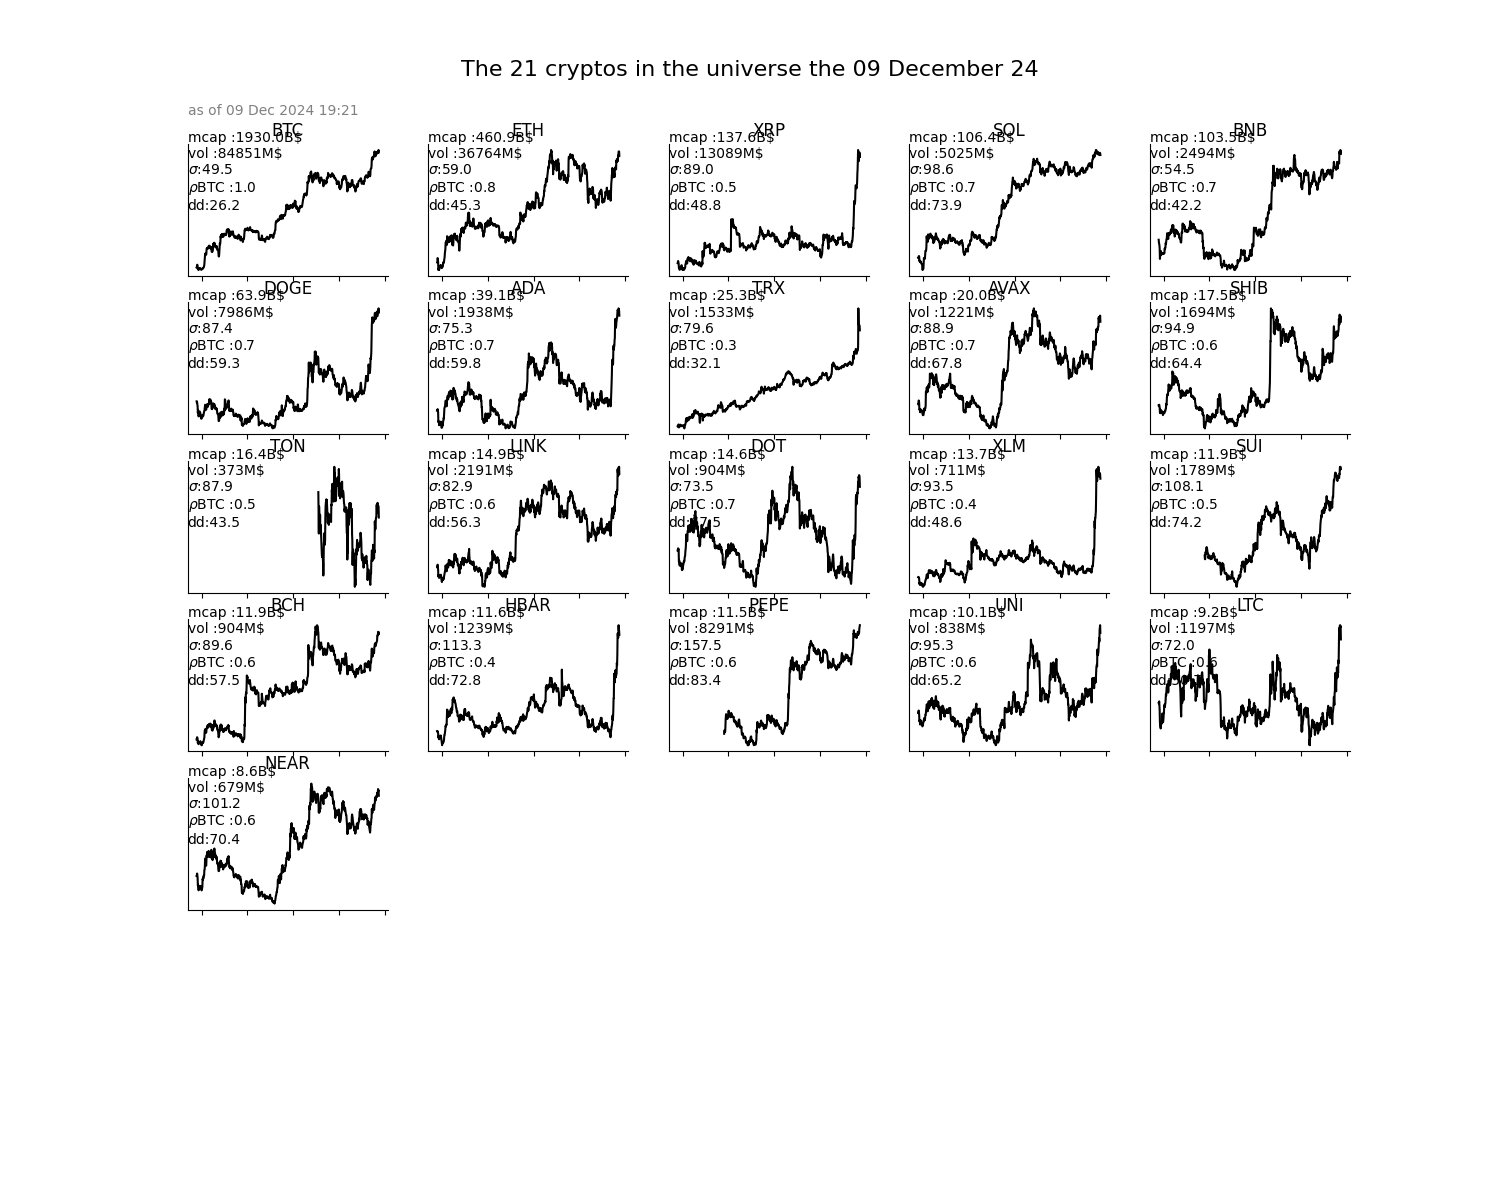 The 21 cryptos in the universe the 09 December 24
as of 09 Dec 2024 19:21
BTC
mcap :1930.0B$
vol :84851M$
σ:49.5
ρBTC :1.0
dd:26.2
ETH
mcap :460.9B$
vol :36764M$
σ:59.0
ρBTC :0.8
dd:45.3
XRP
mcap :137.6B$
vol :13089M$
σ:89.0
ρBTC :0.5
dd:48.8
SOL
mcap :106.4B$
vol :5025M$
σ:98.6
ρBTC :0.7
dd:73.9
BNB
mcap :103.5B$
vol :2494M$
σ:54.5
ρBTC :0.7
dd:42.2
DOGE
mcap :63.9B$
vol :7986M$
σ:87.4
ρBTC :0.7
dd:59.3
ADA
mcap :39.1B$
vol :1938M$
σ:75.3
ρBTC :0.7
dd:59.8
TRX
mcap :25.3B$
vol :1533M$
σ:79.6
ρBTC :0.3
dd:32.1
AVAX
mcap :20.0B$
vol :1221M$
σ:88.9
ρBTC :0.7
dd:67.8
SHIB
mcap :17.5B$
vol :1694M$
σ:94.9
ρBTC :0.6
dd:64.4
TON
mcap :16.4B$
vol :373M$
σ:87.9
ρBTC :0.5
dd:43.5
LINK
mcap :14.9B$
vol :2191M$
σ:82.9
ρBTC :0.6
dd:56.3
DOT
mcap :14.6B$
vol :904M$
σ:73.5
ρBTC :0.7
XLM
mcap :13.7B$
vol :711M$
σ:93.5
ρBTC :0.4
dd:48.6
SUI
mcap :11.9B$
vol :1789M$
σ:108.1
ρBTC :0.5
dd:74.2
BCH
mcap :11.9B$
vol :904M$
σ:89.6
ρBTC :0.6
dd:57.5
HBAR
mcap :11.6B$
vol :1239M$
σ:113.3
ρBTC :0.4
dd:72.8
PEPE
mcap :11.5B$
vol :8291M$
σ:157.5
ρBTC :0.6
dd:83.4
UNI
mcap :10.1B$
vol :838M$
σ:95.3
ρBTC :0.6
dd:65.2
LTC
mcap :9.2B$
vol :1197M$
σ:72.0
ρBTC :0.6
NEAR
mcap :8.6B$
vol :679M$
σ:101.2
ρBTC :0.6
dd:70.4